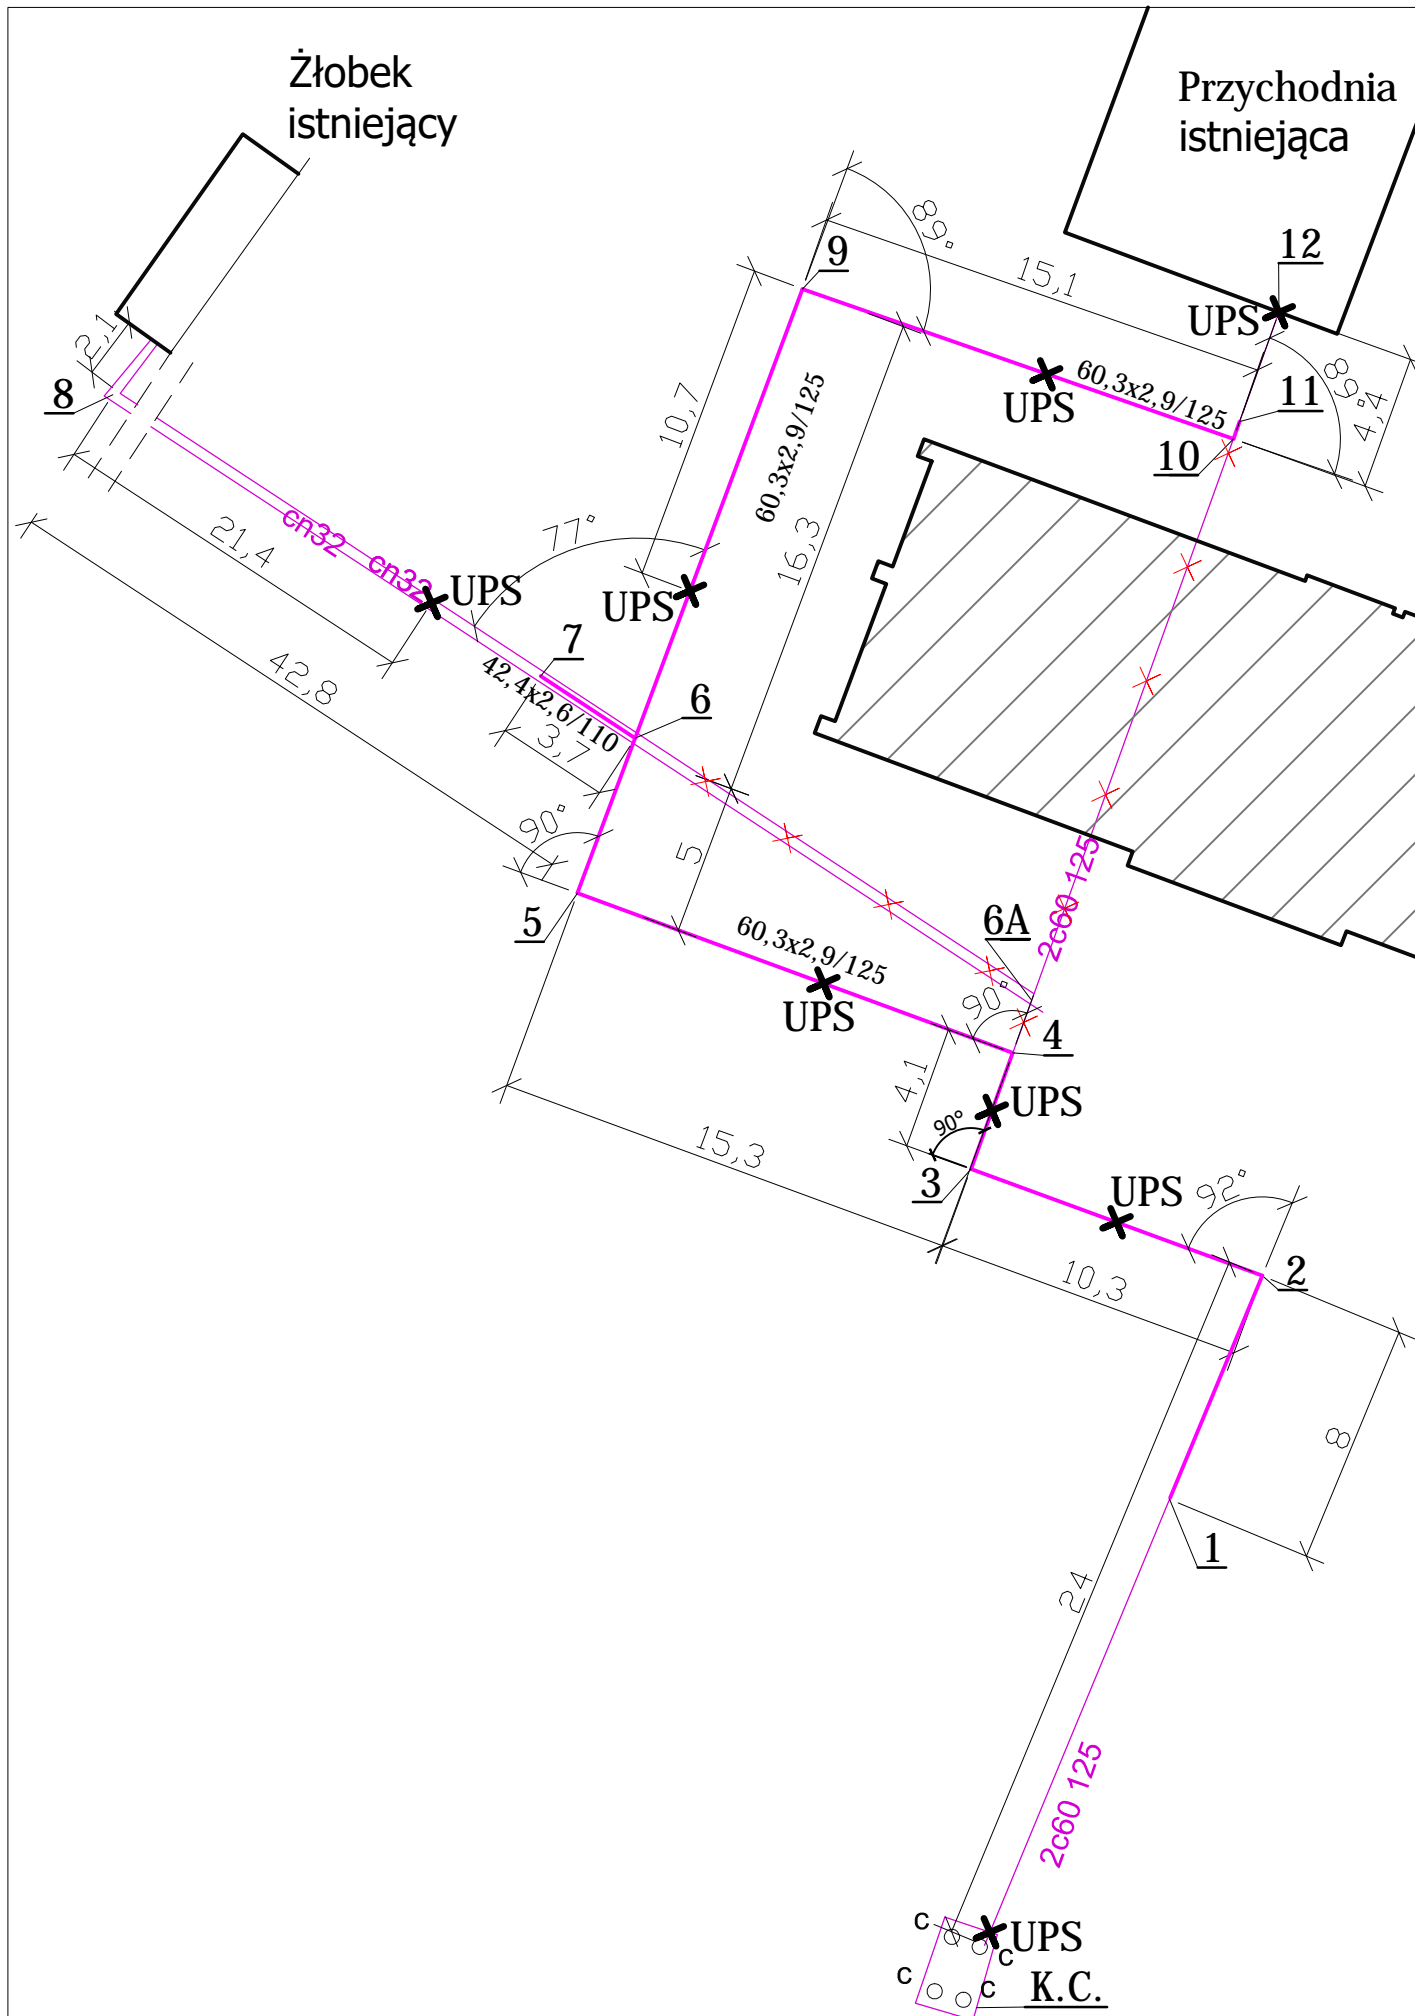 Żłobek
istniejący
Przychodnia
istniejąca
12
9
89°
15,1
UPS
2,1
8
10,7
60,3x2,9/125
UPS
60,3x2,9/125
11
89°
4,4
10
cn32 cn32
21,4
77°
16,3
UPS
UPS
42,8
7
42,4x2,6/110
6
3,7
90°
5
5
2c60 125
6A
60,3x2,9/125
UPS
90°
4
4,1
UPS
90°
15,3
3
UPS
92°
2
10,3
8
1
24
2c60 125
c
UPS
c
c
c
K.C.